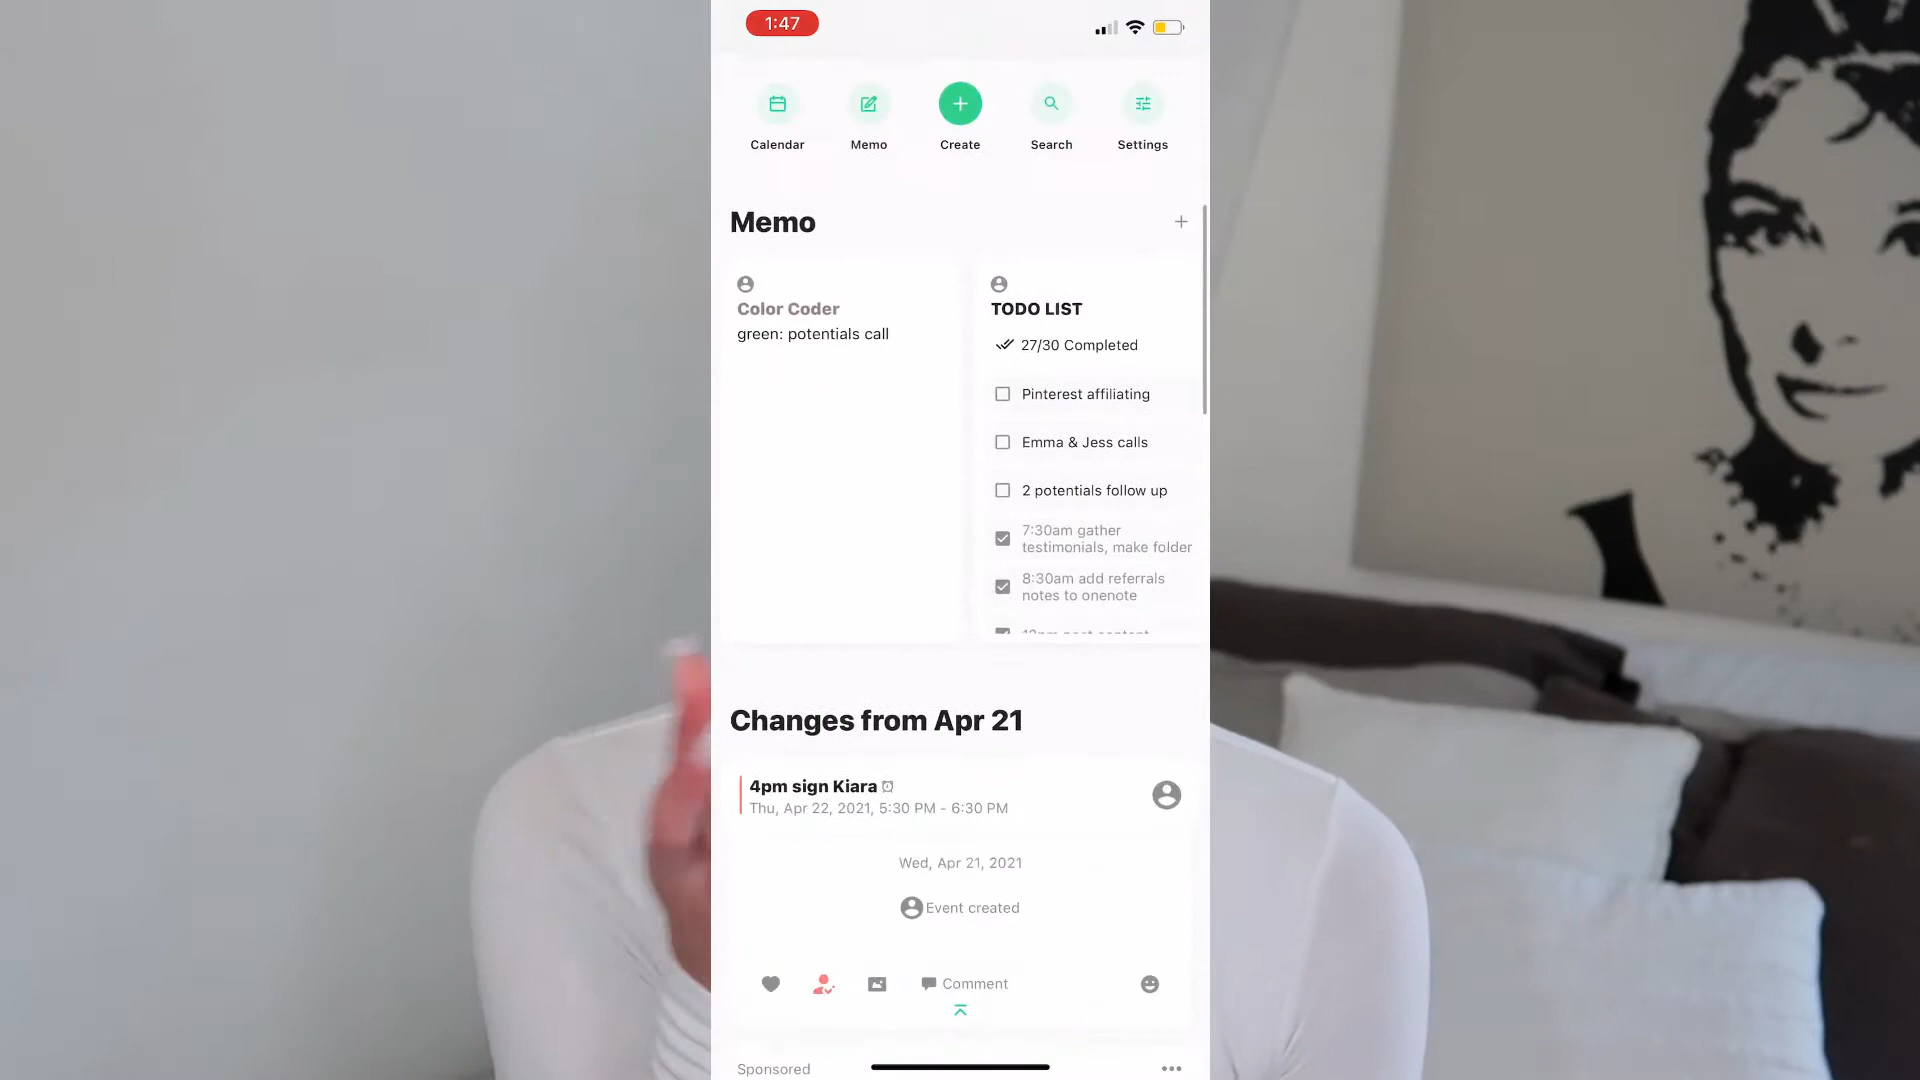 1:47
Calendar
Memo
Create
Search
Settings
Memo
Color Coder
green: potentials call
TODO LIST
27/30 Completed
Pinterest affiliating
Emma & Jess calls
2 potentials follow up
7:30am gather
testimonials, make folder
8:30am add referrals
notes to onenote
Changes from Apr 21
4pm sign Kiara
Thu, Apr 22, 2021, 5:30 PM - 6:30 PM
Wed, Apr 21, 2021
Event created
Comment
Sponsored